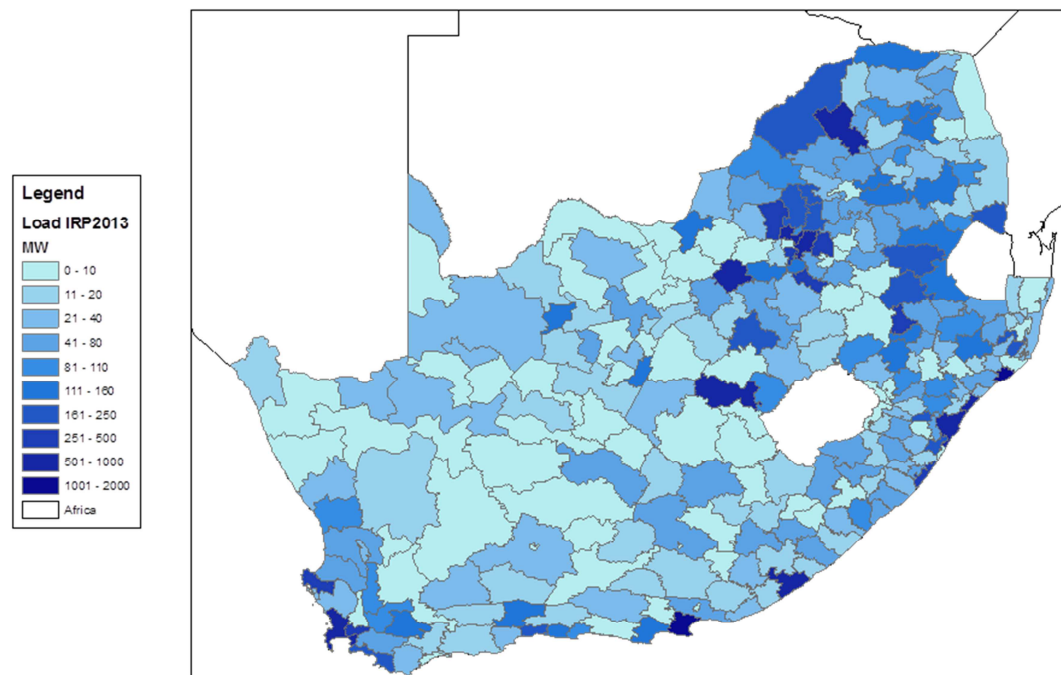 Legend
Load IRP2013
MW
0 - 10
11 - 20
21 - 40
41 - 80
81 - 110
111 - 160
161 - 250
251 - 500
501 - 1000
1001 - 2000
Africa